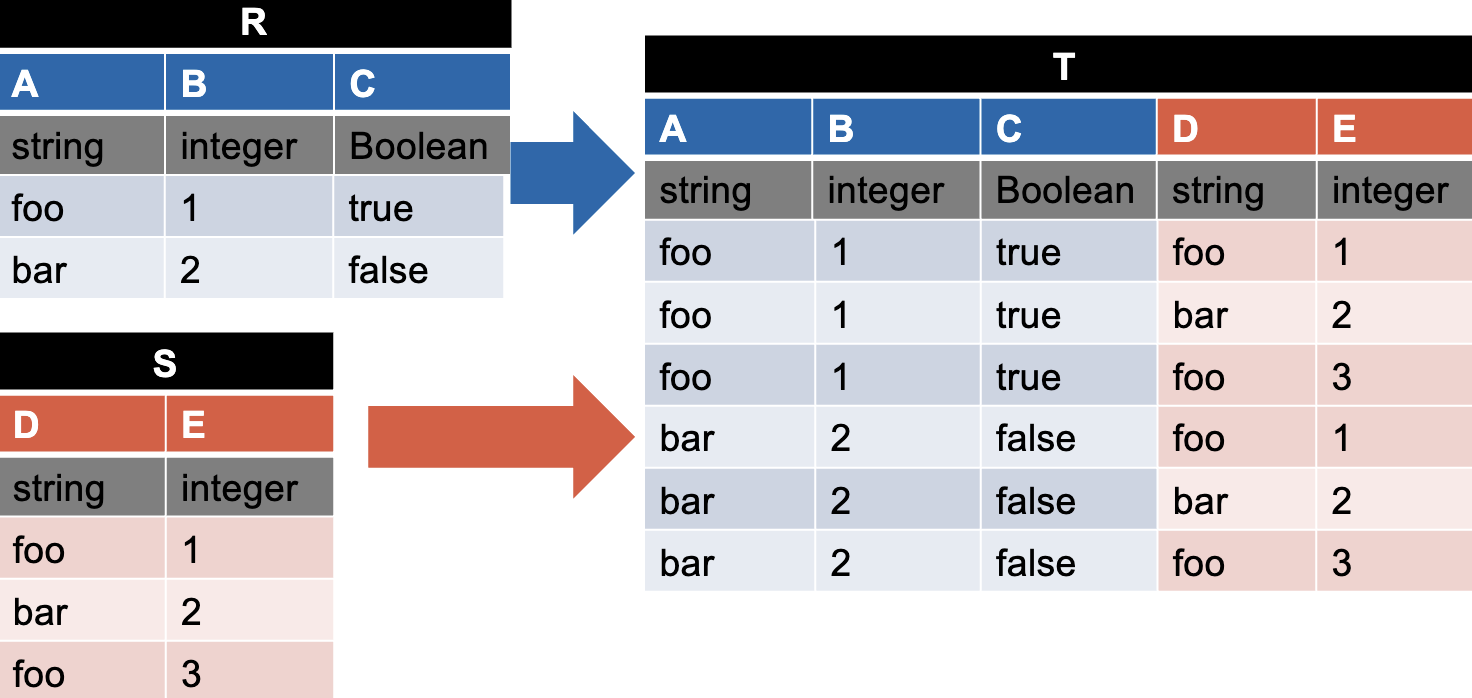 R
A B C
string integer Boolean
foo 1 true
bar 2 false
S
D E
string integer
foo 1
bar 2
foo 3
T
A B C D E
string integer Boolean string integer
foo 1 true foo 1
foo 1 true bar 2
foo 1 true foo 3
bar 2 false foo 1
bar 2 false bar 2
bar 2 false foo 3